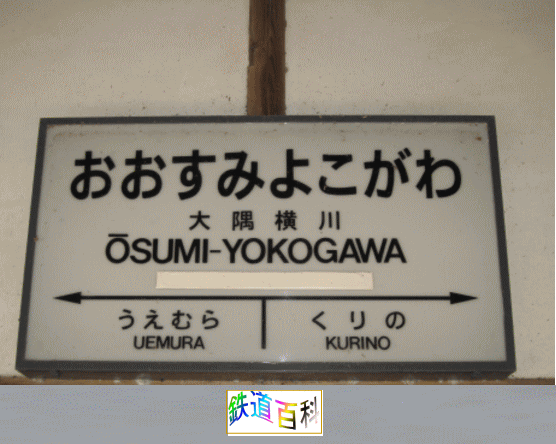 おおすみよこがわ
大隅横川
ŌSUMI-YOKOGAWA
うえむら くりの
UEMURA KURINO
鉄道百科